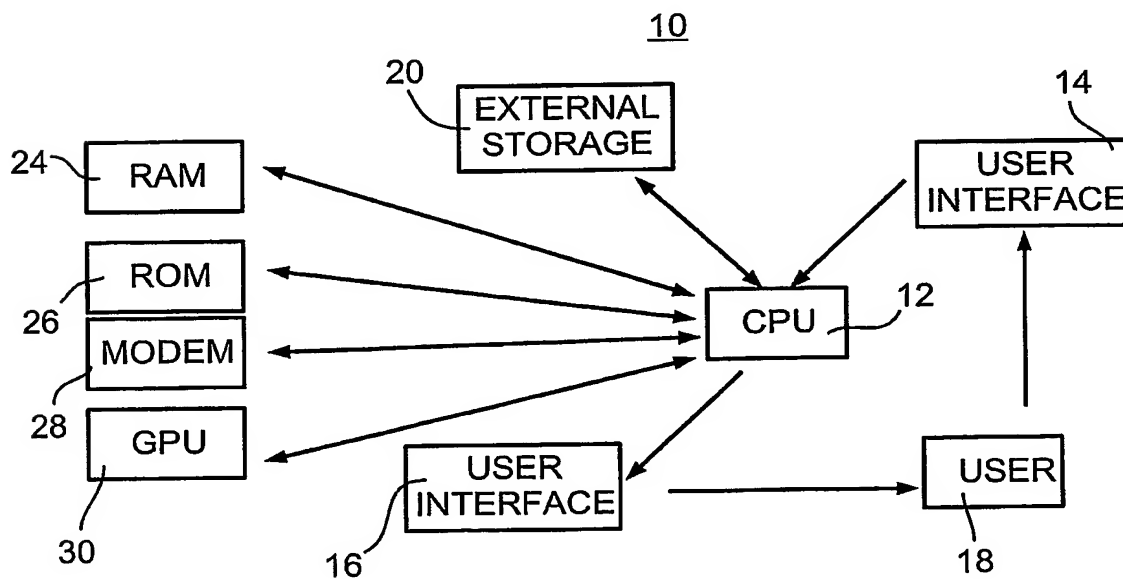 10
20
EXTERNAL
STORAGE
14
USER
INTERFACE
24
RAM
ROM
26
CPU
12
MODEM
28
GPU
30
USER
INTERFACE
16
USER
18